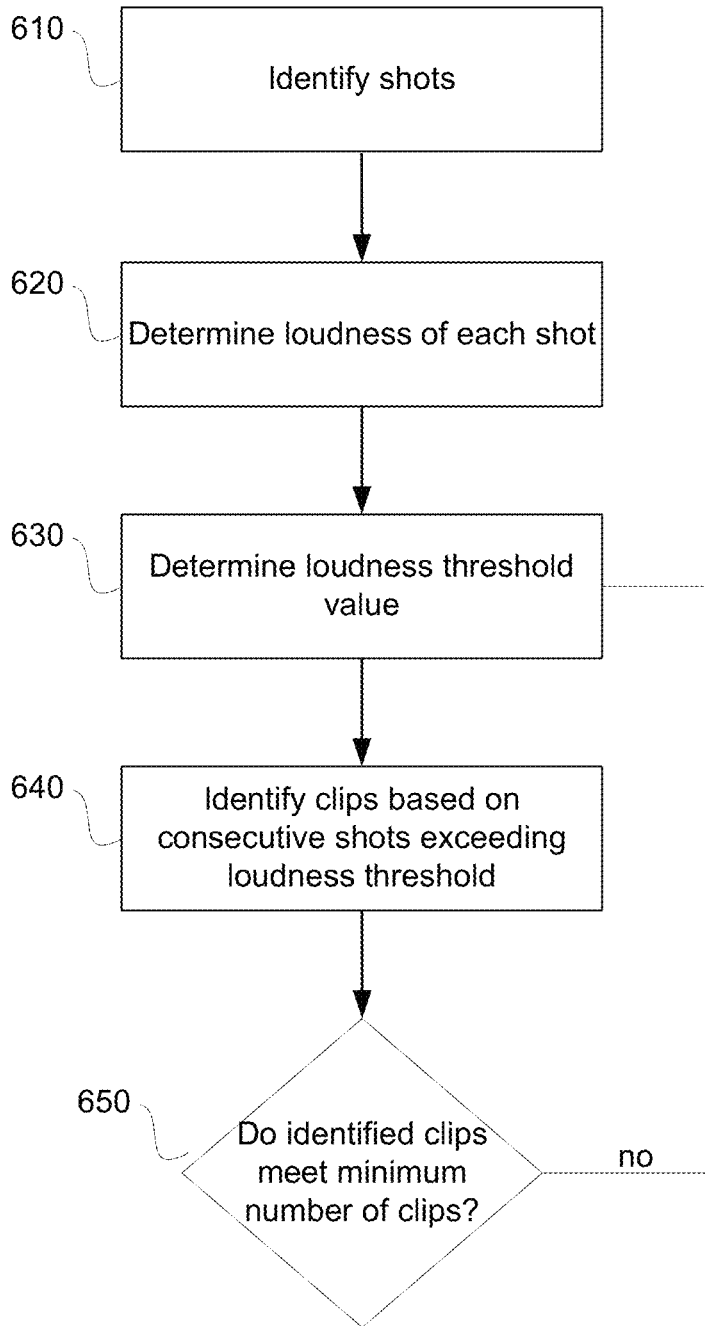 610
Identify shots
620
Determine loudness of each shot
630
Determine loudness threshold
value
640
Identify clips based on
consecutive shots exceeding
loudness threshold
650
Do identified clips
meet minimum
number of clips?
no